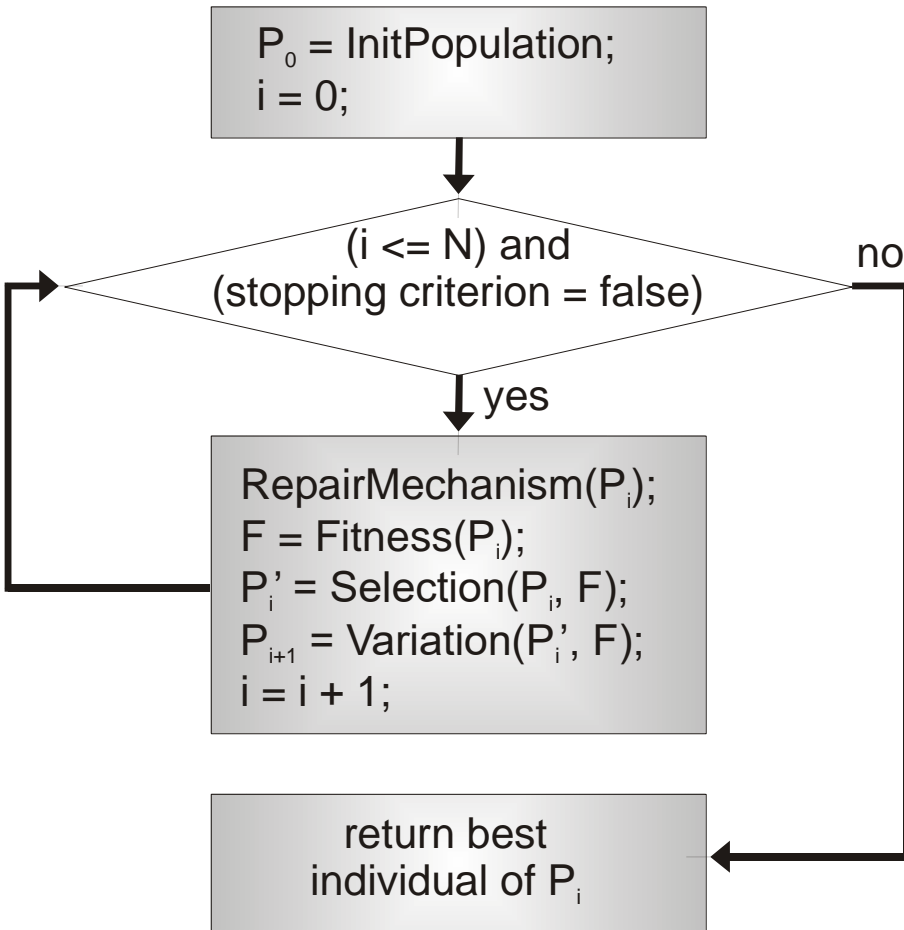 P₀ = InitPopulation;
i = 0;
(i <= N) and
(stopping criterion = false)
no
yes
RepairMechanism(Pᵢ);
F = Fitness(Pᵢ);
Pᵢ' = Selection(Pᵢ, F);
Pᵢ₊₁ = Variation(Pᵢ', F);
i = i + 1;
return best
individual of Pᵢ